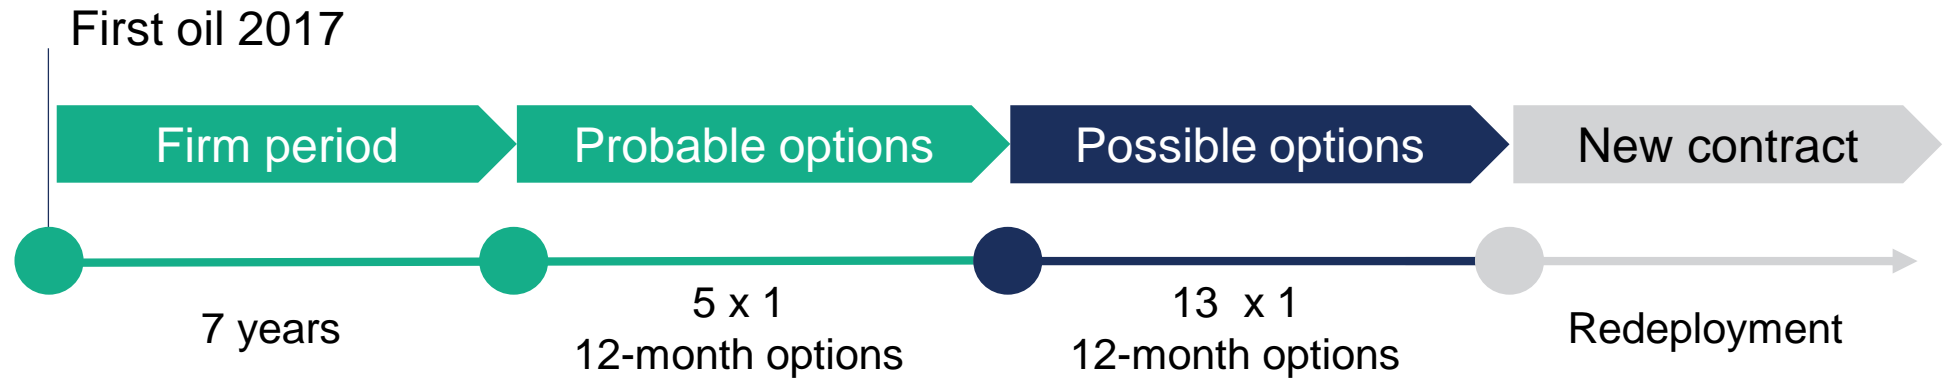 First oil 2017
Firm period
Probable options
Possible options
New contract
7 years
5 x 1
12-month options
13 x 1
12-month options
Redeployment